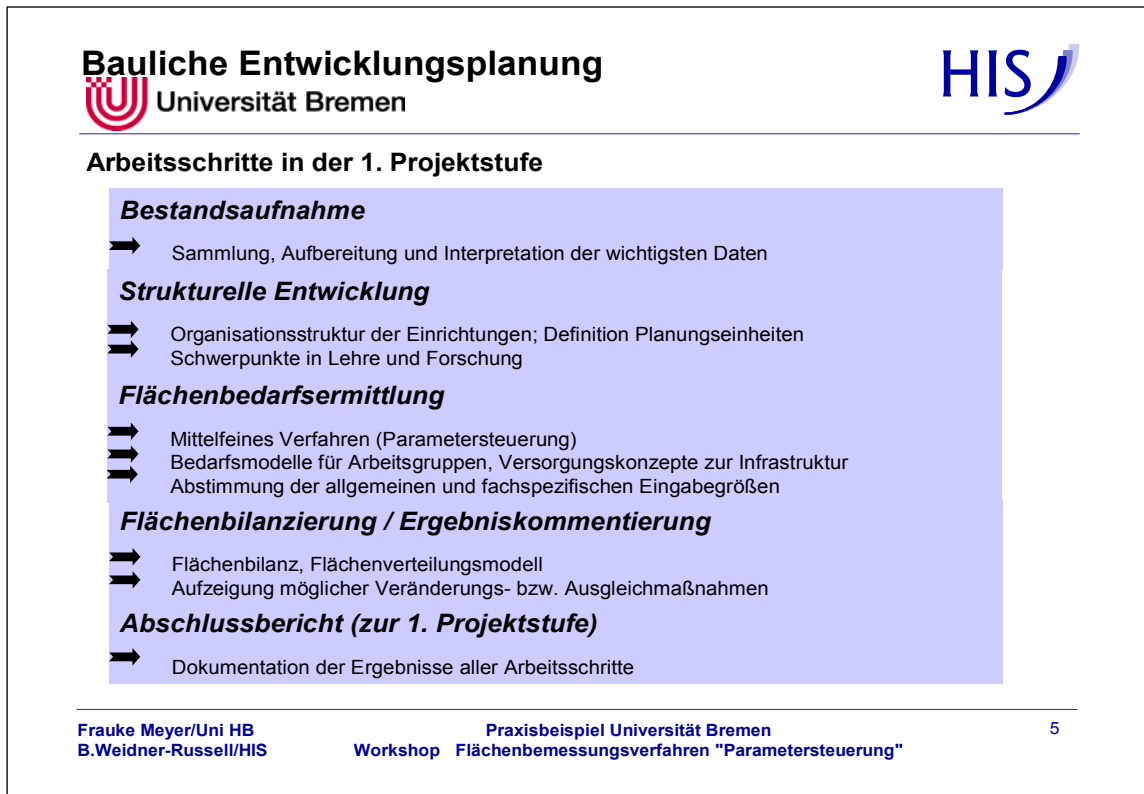 Bauliche Entwicklungsplanung
HIS
Universität Bremen
Arbeitsschritte in der 1. Projektstufe
Bestandsaufnahme
Sammlung, Aufbereitung und Interpretation der wichtigsten Daten
Strukturelle Entwicklung
Organisationsstruktur der Einrichtungen; Definition Planungseinheiten
Schwerpunkte in Lehre und Forschung
Flächenbedarfsermittlung
Mittelfeines Verfahren (Parametersteuerung)
Bedarfsmodelle für Arbeitsgruppen, Versorgungskonzepte zur Infrastruktur
Abstimmung der allgemeinen und fachspezifischen Eingabegrößen
Flächenbilanzierung / Ergebniskommentierung
Flächenbilanz, Flächenverteilungsmodell
Aufzeigung möglicher Veränderungs- bzw. Ausgleichmaßnahmen
Abschlussbericht (zur 1. Projektstufe)
Dokumentation der Ergebnisse aller Arbeitsschritte
Frauke Meyer/Uni HB Praxisbeispiel Universität Bremen 5
B.Weidner-Russell/HIS Workshop Flächenbemessungsverfahren "Parametersteuerung"